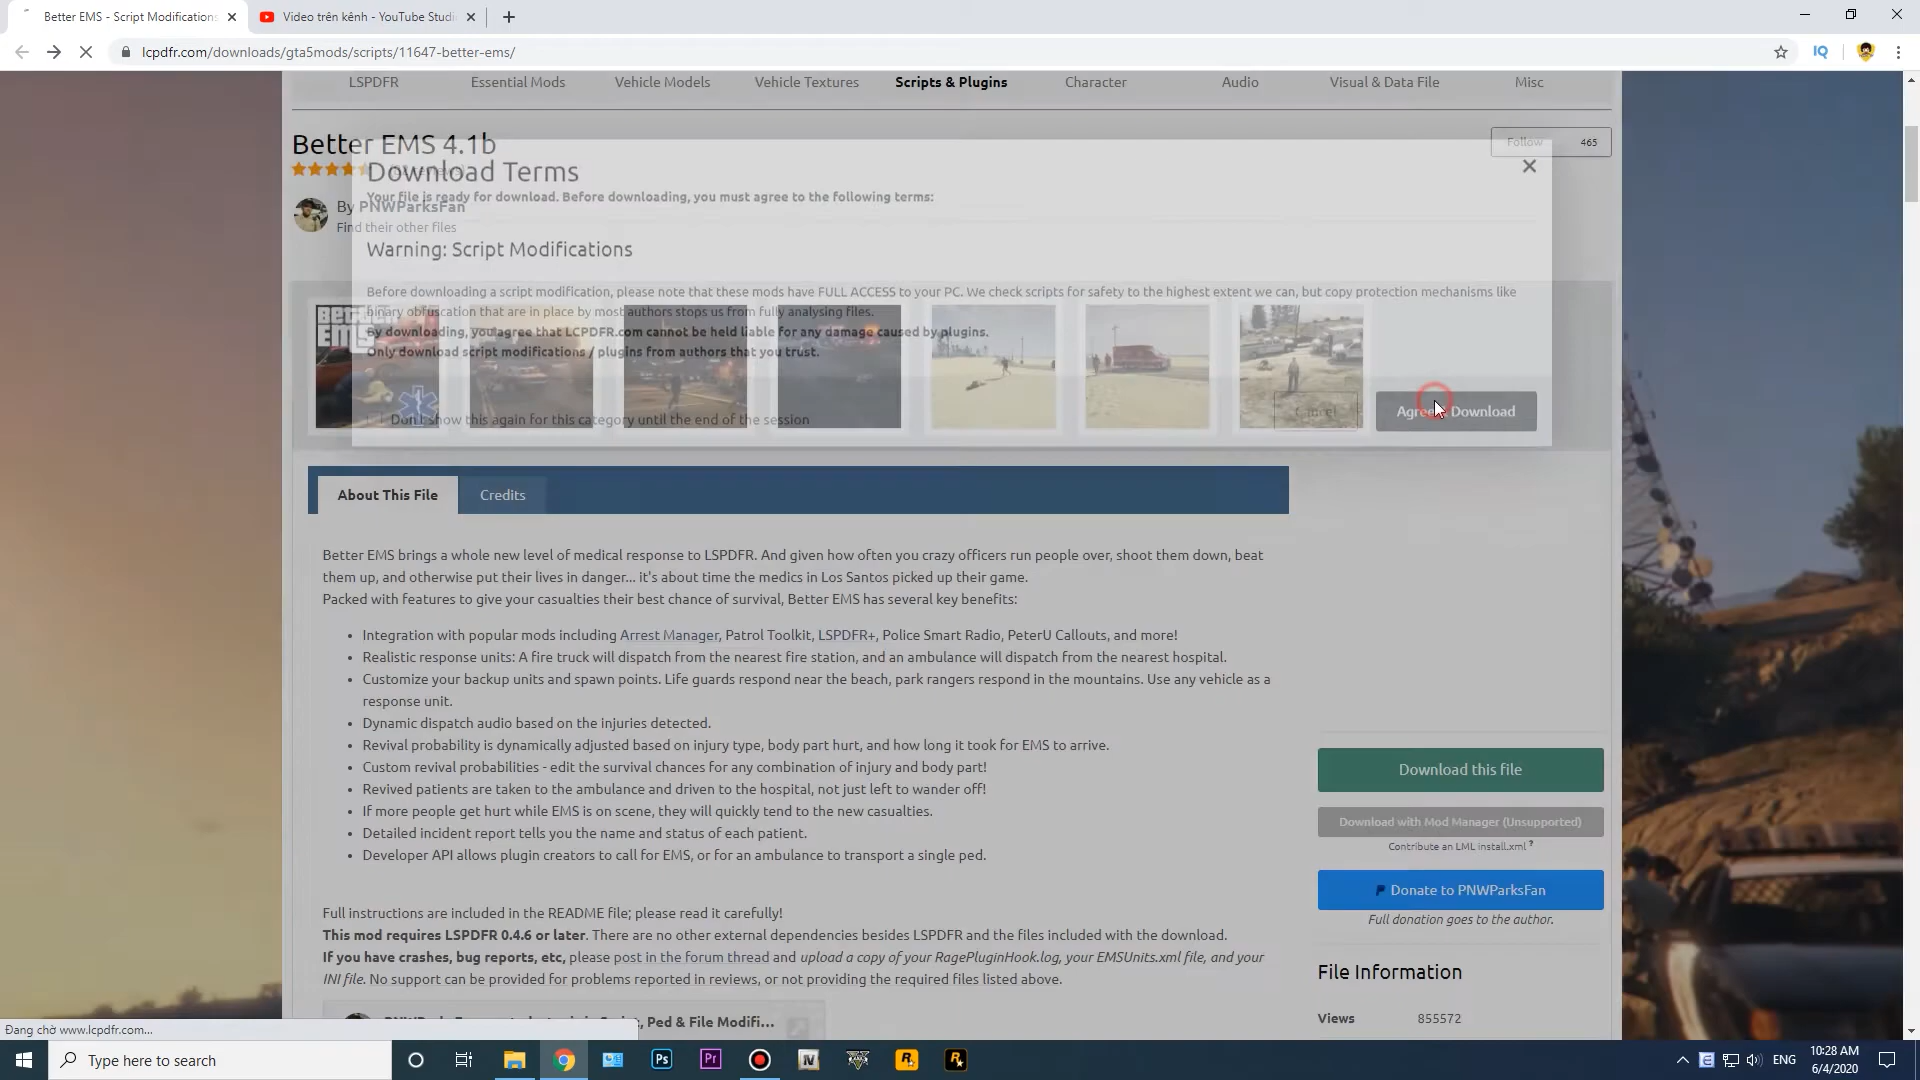 Better EMS - Script Modifications
Video trên kênh - YouTube Studi
lcpdfr.com/downloads/gta5mods/scripts/11647-better-ems/
IQ
LSPDFR
Essential Mods
Vehicle Models
Vehicle Textures
Scripts & Plugins
Character
Audio
Visual & Data File
Misc
Better EMS 4.1b
Follow 465
Download Terms
Your file is ready for download. Before downloading, you must agree to the following terms:
By PNWParksFan
Find their other files
Warning: Script Modifications
Before downloading a script modification, please note that these mods have FULL ACCESS to your PC. We check scripts for safety to the highest extent we can, but copy protection mechanisms like
binary obfuscation that are in place by most authors stops us from fully analysing files.
By downloading, you agree that LCPDFR.com cannot be held liable for any damage caused by plugins.
Only download script modifications / plugins from authors that you trust.
BETTER
EMS
Don't show this again for this category until the end of the session
Cancel
Agree & Download
About This File
Credits
Better EMS brings a whole new level of medical response to LSPDFR. And given how often you crazy officers run people over, shoot them down, beat
them up, and otherwise put their lives in danger... it's about time the medics in Los Santos picked up their game.
Packed with features to give your casualties their best chance of survival, Better EMS has several key benefits:
• Integration with popular mods including Arrest Manager, Patrol Toolkit, LSPDFR+, Police Smart Radio, PeterU Callouts, and more!
• Realistic response units: A fire truck will dispatch from the nearest fire station, and an ambulance will dispatch from the nearest hospital.
• Customize your backup units and spawn points. Life guards respond near the beach, park rangers respond in the mountains. Use any vehicle as a
response unit.
• Dynamic dispatch audio based on the injuries detected.
• Revival probability is dynamically adjusted based on injury type, body part hurt, and how long it took for EMS to arrive.
• Custom revival probabilities - edit the survival chances for any combination of injury and body part!
• Revived patients are taken to the ambulance and driven to the hospital, not just left to wander off!
• If more people get hurt while EMS is on scene, they will quickly tend to the new casualties.
• Detailed incident report tells you the name and status of each patient.
• Developer API allows plugin creators to call for EMS, or for an ambulance to transport a single ped.
Full instructions are included in the README file; please read it carefully!
This mod requires LSPDFR 0.4.6 or later. There are no other external dependencies besides LSPDFR and the files included with the download.
If you have crashes, bug reports, etc, please post in the forum thread and upload a copy of your RagePluginHook.log, your EMSUnits.xml file, and your
INI file. No support can be provided for problems reported in reviews, or not providing the required files listed above.
Script, Ped & File Modifi...
Download this file
Download with Mod Manager (Unsupported)
Contribute an LML install.xml ?
Donate to PNWParksFan
Full donation goes to the author.
File Information
Views 855572
Đang chờ www.lcpdfr.com...
Type here to search
Ps
Pr
IV
V
R
R
ENG
10:28 AM
6/4/2020